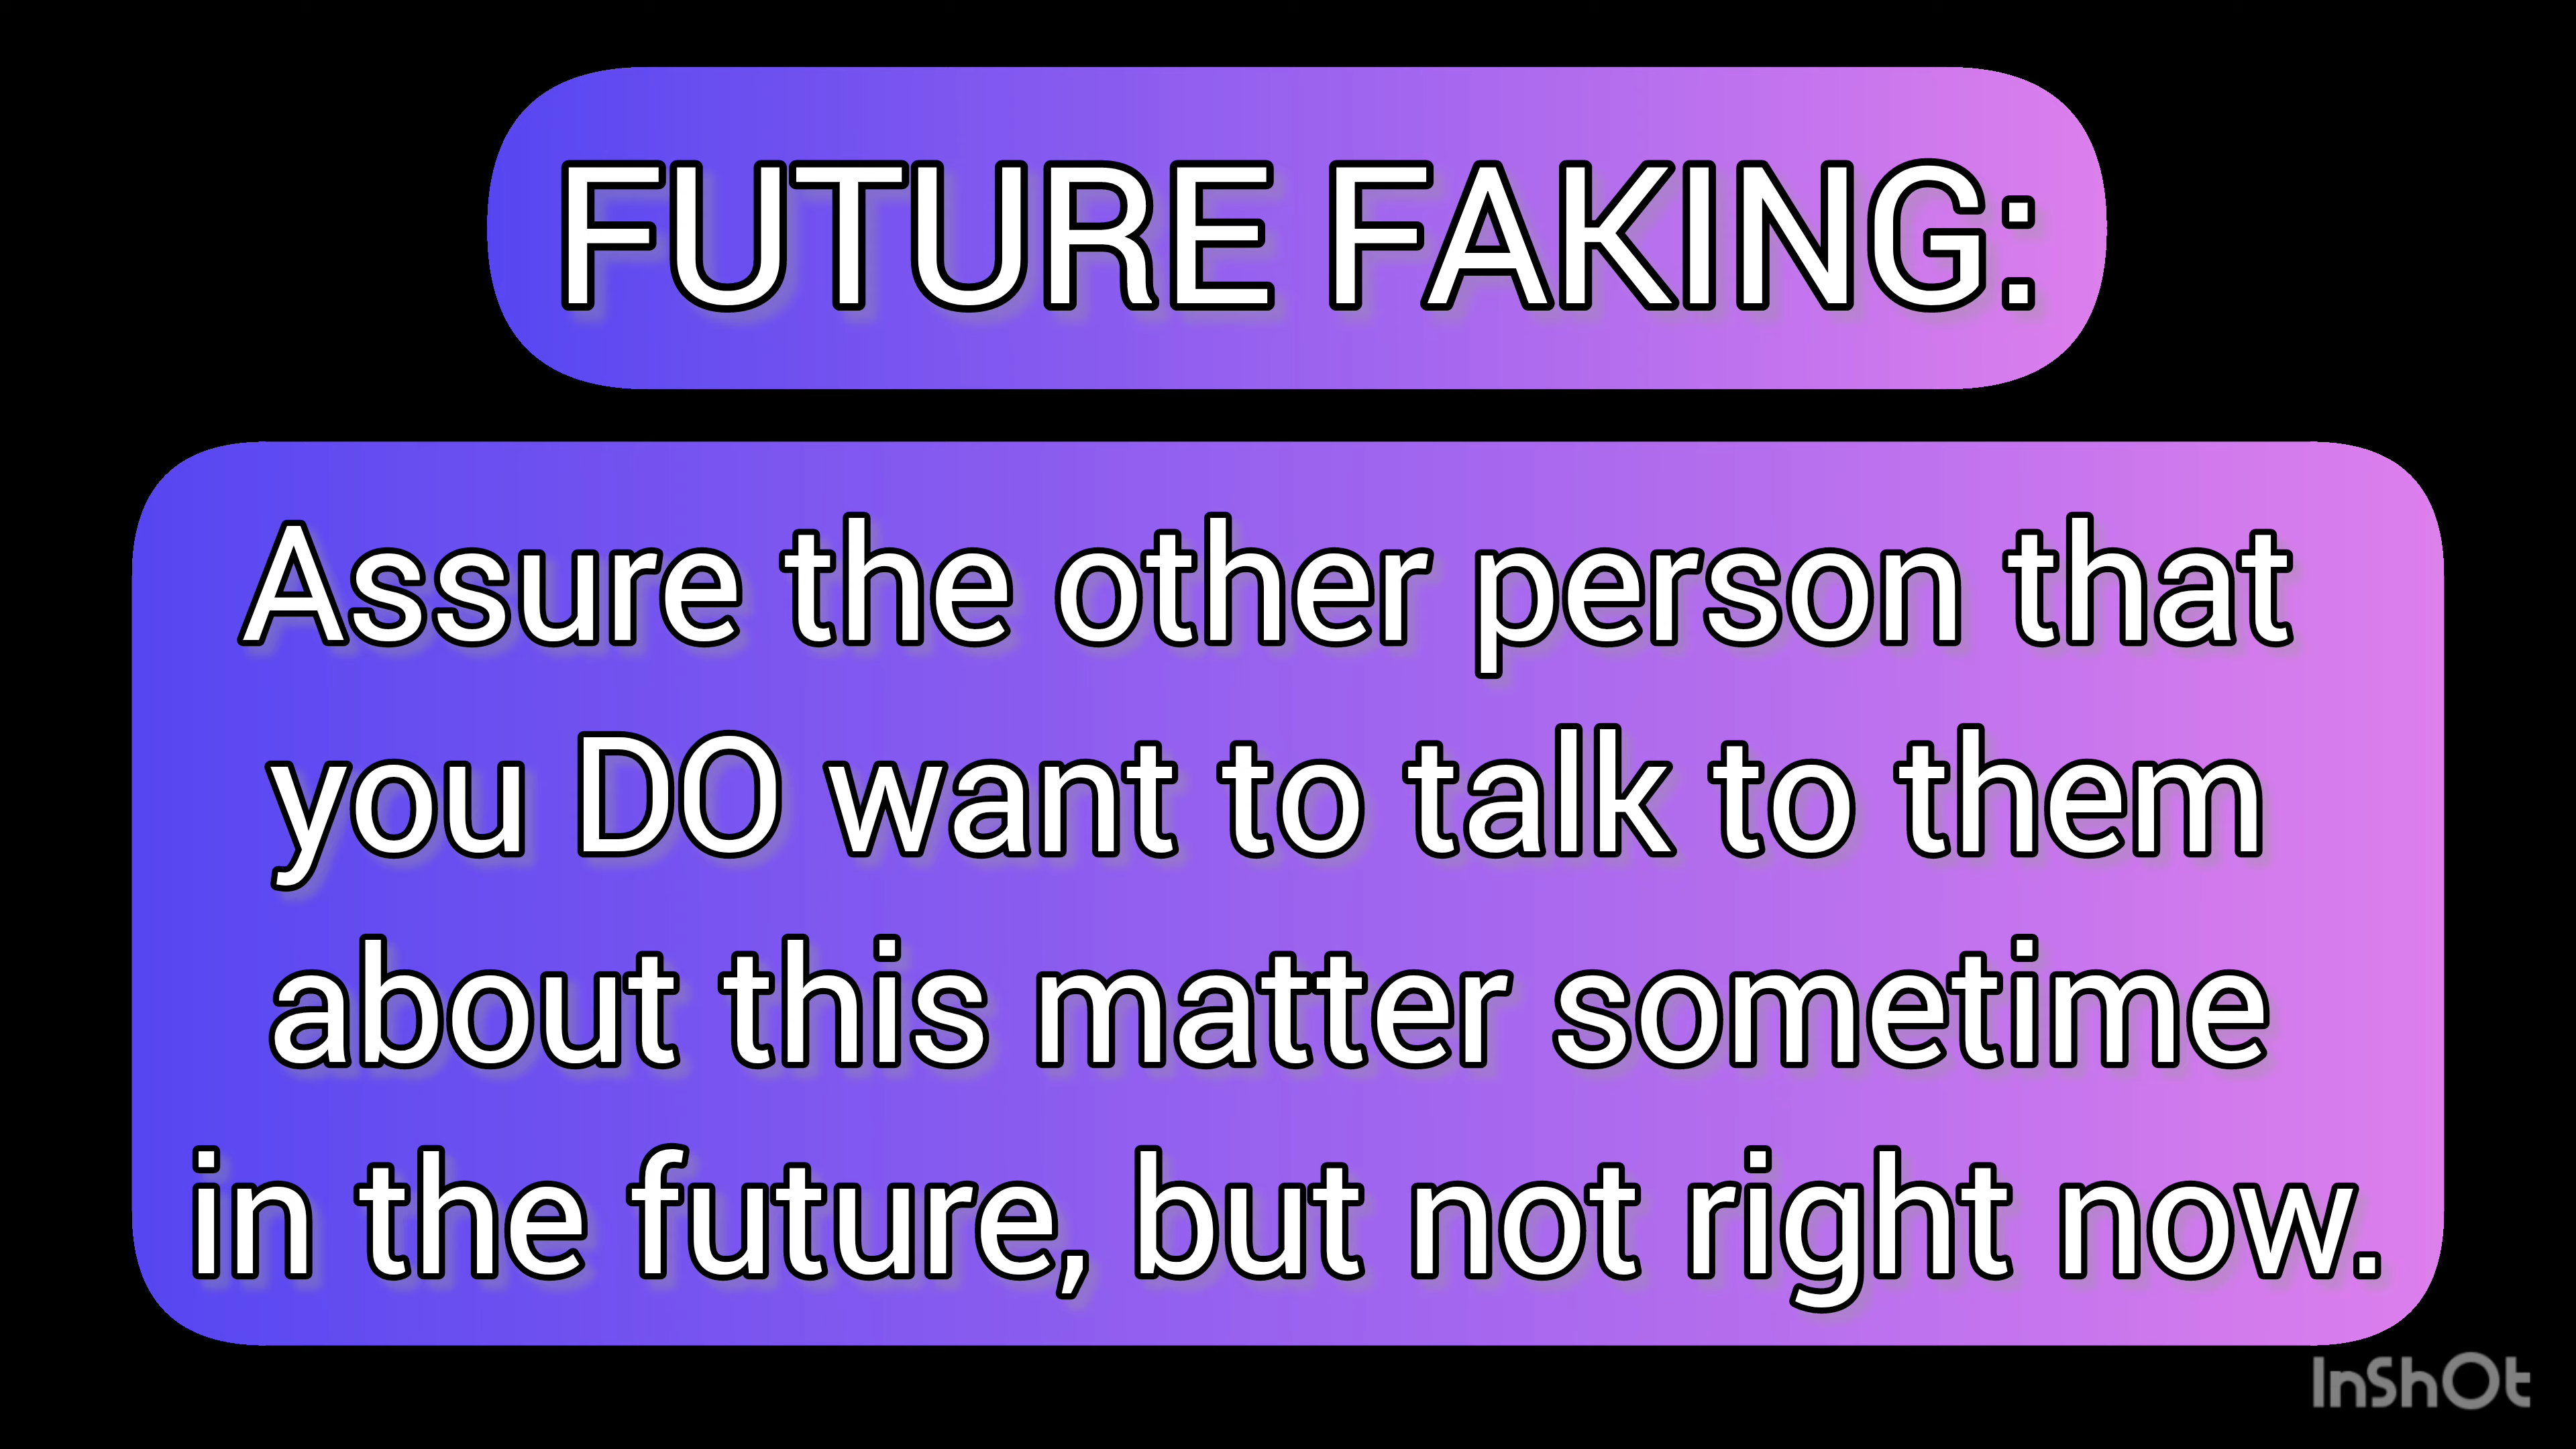 FUTURE FAKING:
Assure the other person that
you DO want to talk to them
about this matter sometime
in the future, but not right now.
InShOt